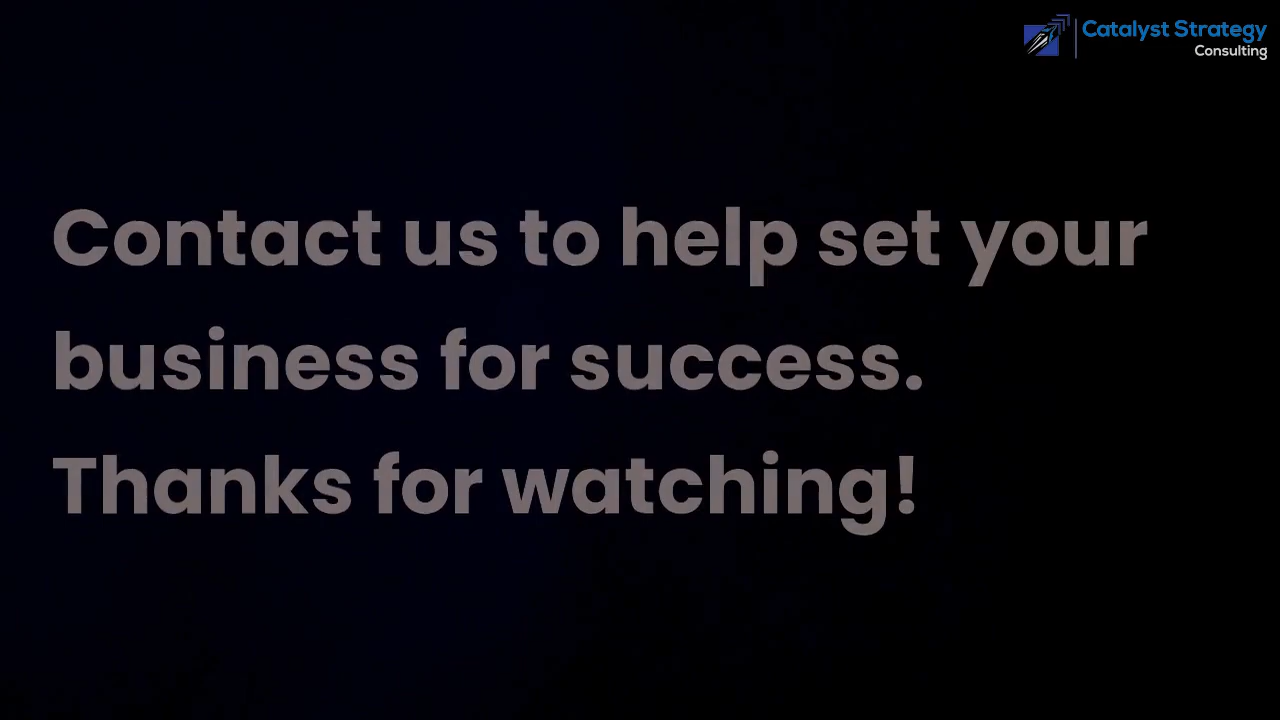 Catalyst Strategy
Consulting
Contact us to help set your
business for success.
Thanks for watching!